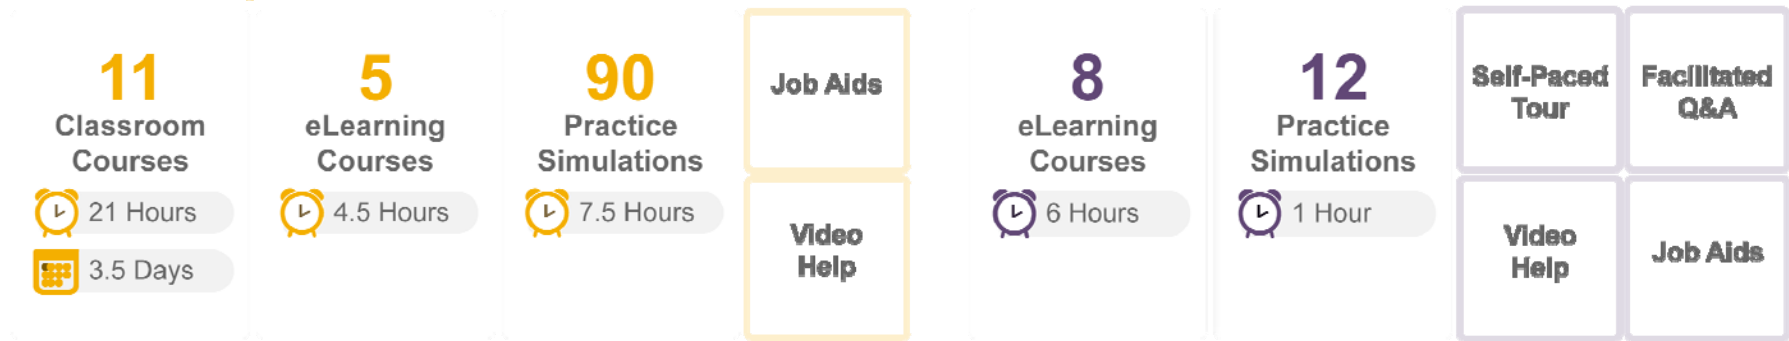 11
Classroom
Courses
21 Hours
3.5 Days
5
eLearning
Courses
4.5 Hours
90
Practice
Simulations
7.5 Hours
Job Aids
Video
Help
8
eLearning
Courses
6 Hours
12
Practice
Simulations
1 Hour
Self-Paced
Tour
Facilitated
Q&A
Video
Help
Job Aids